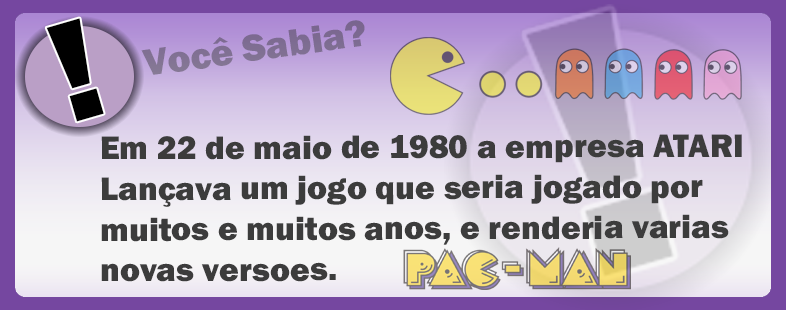 Você Sabia?
Em 22 de maio de 1980 a empresa ATARI
Lançava um jogo que seria jogado por
muitos e muitos anos, e renderia varias
novas versoes.
PAC-MAN